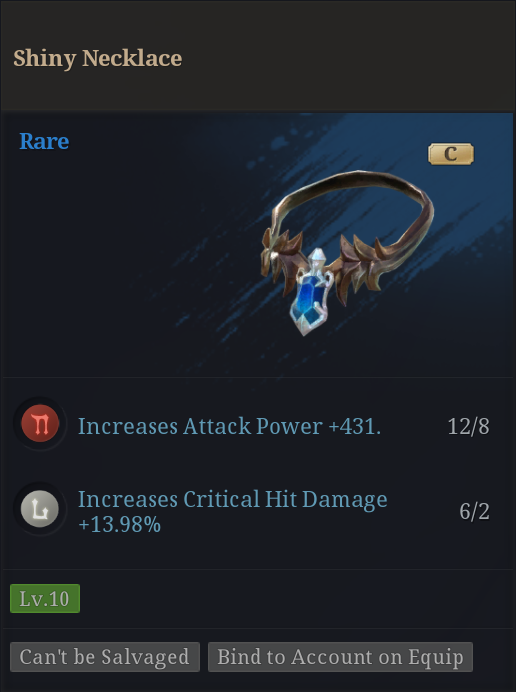 Shiny Necklace
Rare
C
Increases Attack Power +431.
12/8
Increases Critical Hit Damage
+13.98%
6/2
Lv.10
Can't be Salvaged
Bind to Account on Equip